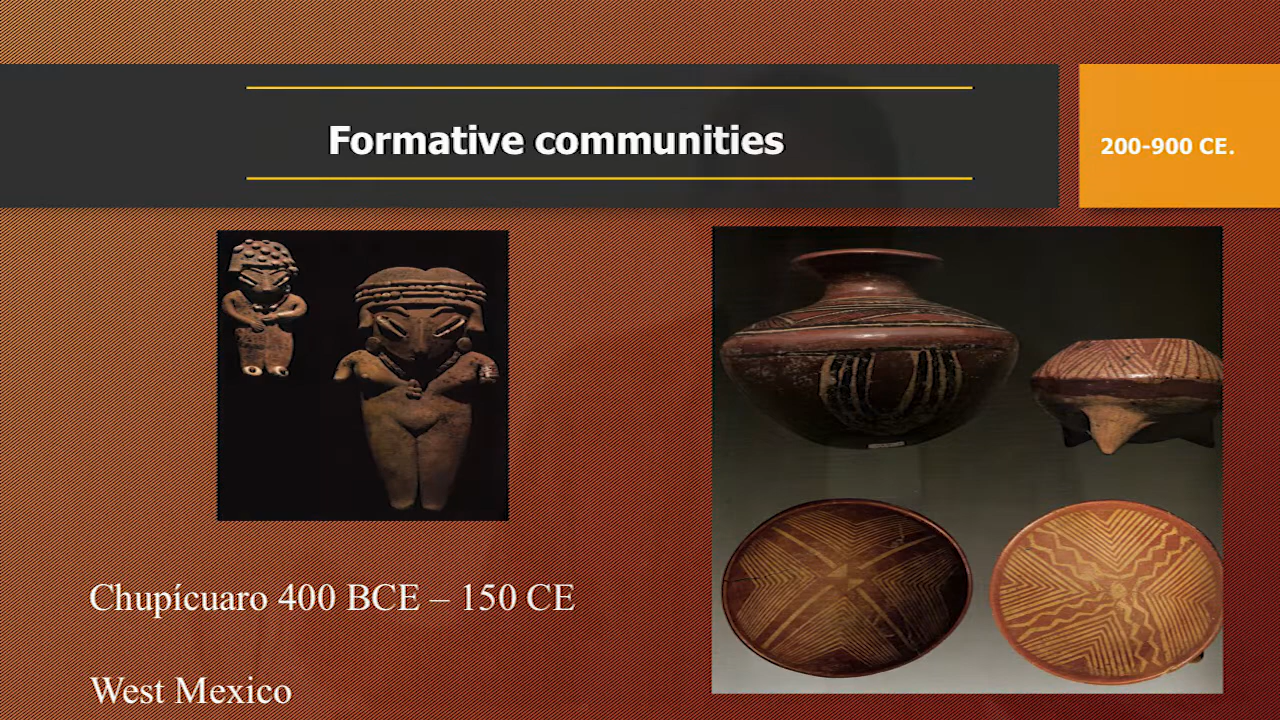 Formative communities
200-900 CE.
Chupícuaro 400 BCE – 150 CE
West Mexico